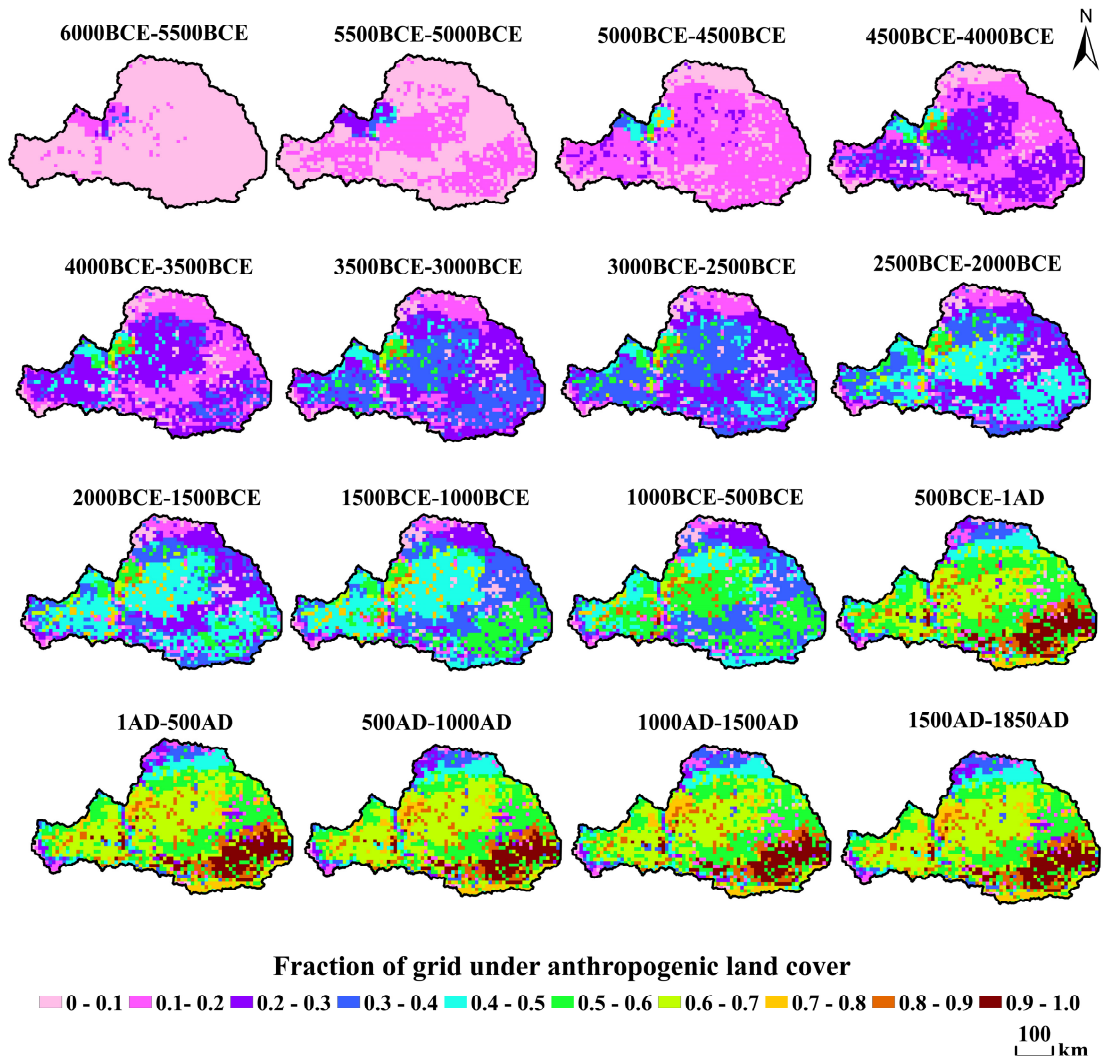 N
6000BCE-5500BCE
5500BCE-5000BCE
5000BCE-4500BCE
4500BCE-4000BCE
4000BCE-3500BCE
3500BCE-3000BCE
3000BCE-2500BCE
2500BCE-2000BCE
2000BCE-1500BCE
1500BCE-1000BCE
1000BCE-500BCE
500BCE-1AD
1AD-500AD
500AD-1000AD
1000AD-1500AD
1500AD-1850AD
Fraction of grid under anthropogenic land cover
0 - 0.1 0.1 - 0.2 0.2 - 0.3 0.3 - 0.4 0.4 - 0.5 0.5 - 0.6 0.6 - 0.7 0.7 - 0.8 0.8 - 0.9 0.9 - 1.0
100
km